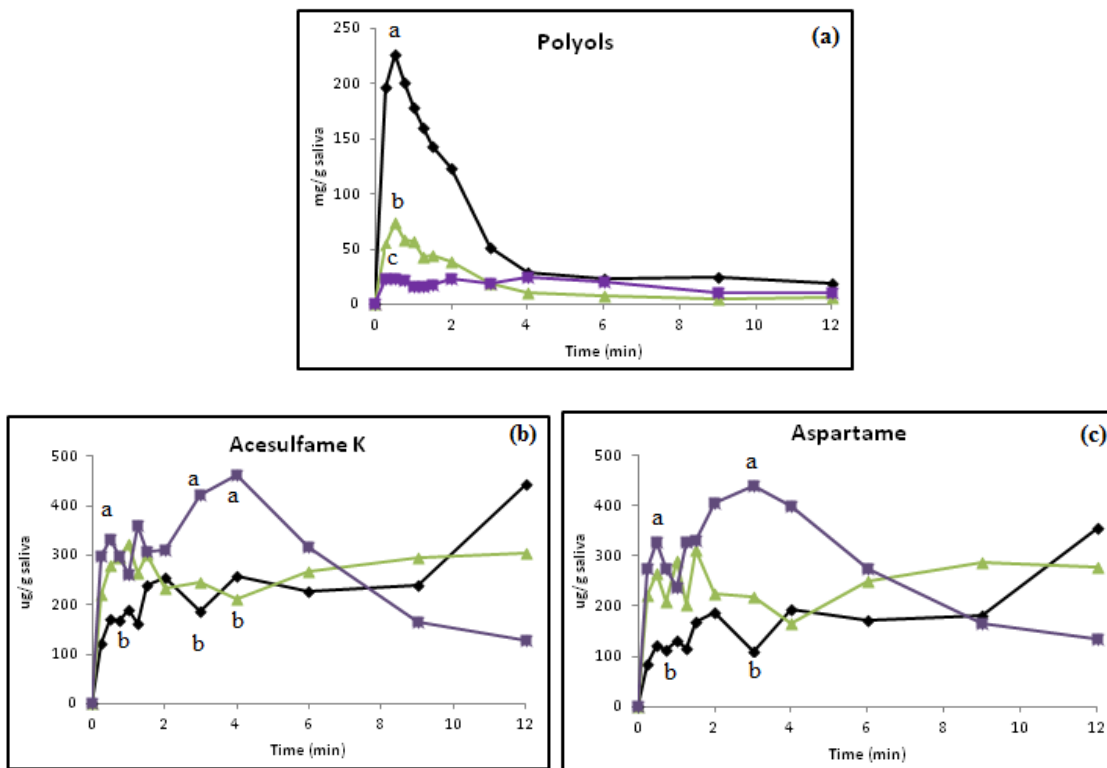 Polyols
(a)
mg/g saliva
250
200
150
100
50
0
a
b
c
0 2 4 6 8 10 12
Time (min)
Acesulfame K
(b)
ug/g saliva
500
400
300
200
100
0
a
a
a
b
b
b
0 2 4 6 8 10 12
Time (min)
Aspartame
(c)
ug/g saliva
500
400
300
200
100
0
a
a
b
b
0 2 4 6 8 10 12
Time (min)